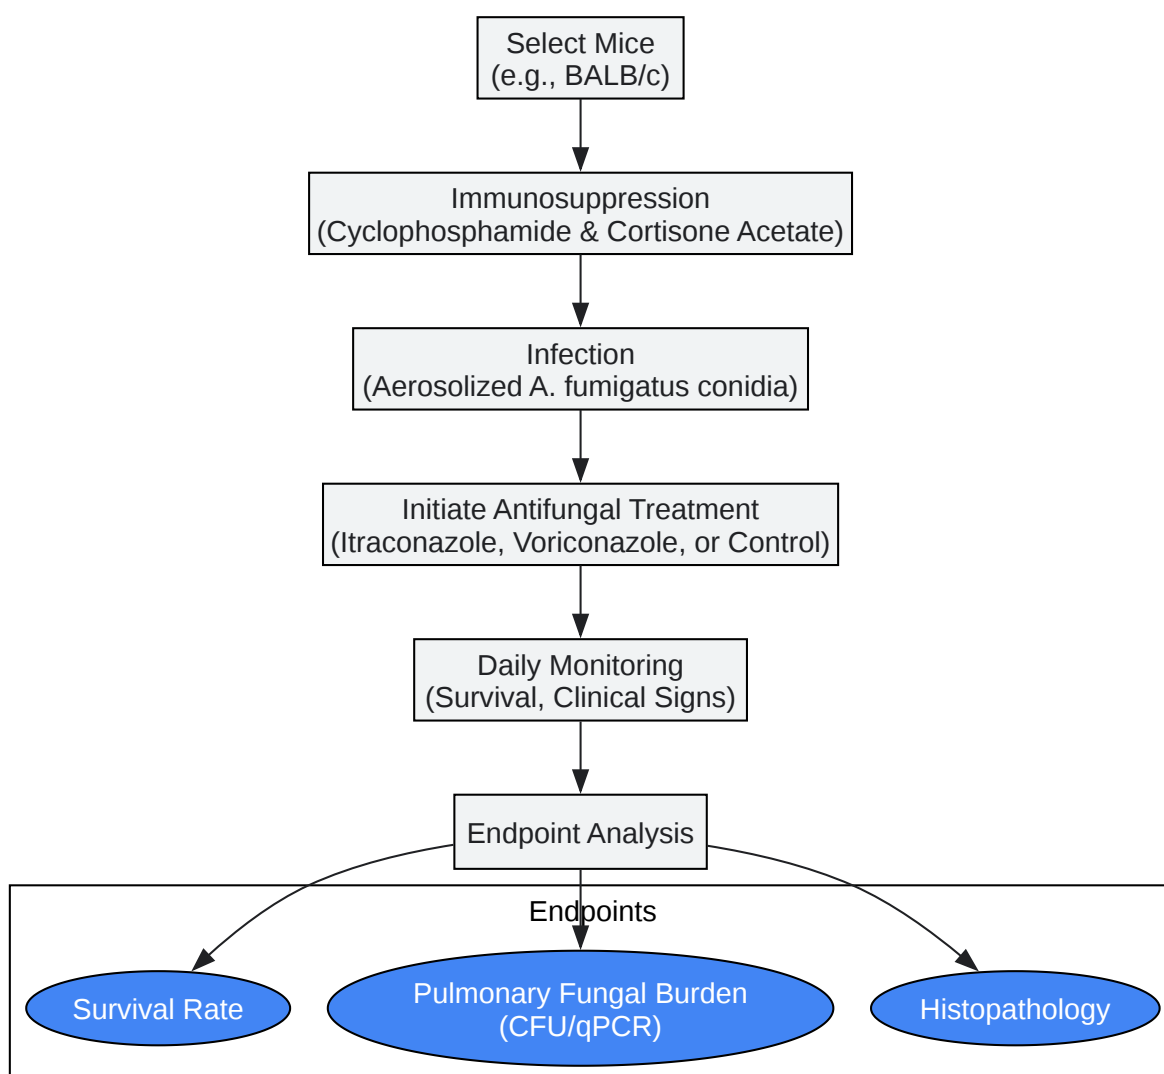 Select Mice
(e.g., BALB/c)
Immunosuppression
(Cyclophosphamide & Cortisone Acetate)
Infection
(Aerosolized A. fumigatus conidia)
Initiate Antifungal Treatment
(Itraconazole, Voriconazole, or Control)
Daily Monitoring
(Survival, Clinical Signs)
Endpoint Analysis
Endpoints
Survival Rate
Pulmonary Fungal Burden
(CFU/qPCR)
Histopathology